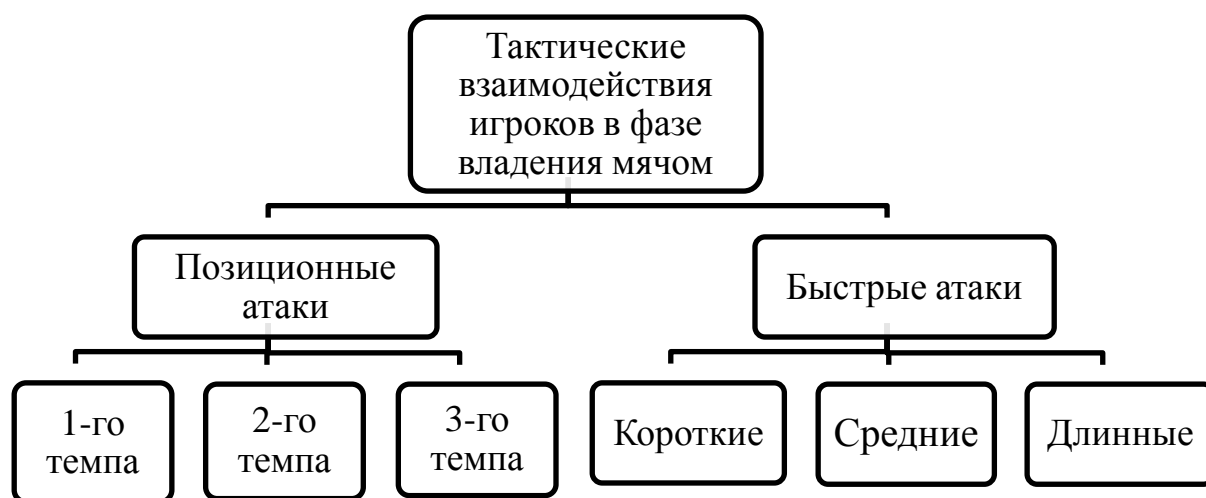 Тактические
взаимодействия
игроков в фазе
владения мячом
Позиционные
атаки
Быстрые атаки
1-го
темпа
2-го
темпа
3-го
темпа
Короткие
Средние
Длинные